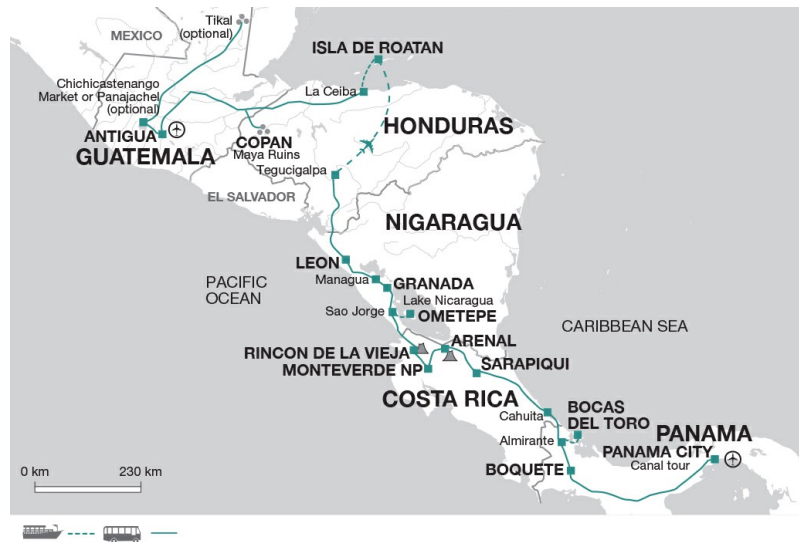 Tikal
(optional)
MEXICO
ISLA DE ROATAN
Chichicastenango
Market or Panajachel
(optional)
La Ceiba
ANTIGUA
GUATEMALA
COPAN
Maya Ruins
HONDURAS
Tegucigalpa
EL SALVADOR
NIGARAGUA
LEON
Managua
GRANADA
PACIFIC
OCEAN
Lake Nicaragua
Sao Jorge
OMETEPE
CARIBBEAN SEA
ARENAL
RINCON DE LA VIEJA
MONTEVERDE NP
SARAPIQUI
COSTA RICA
Cahuita
BOCAS
DEL TORO
Almirante
PANAMA
PANAMA CITY
Canal tour
BOQUETE
0 km
230 km